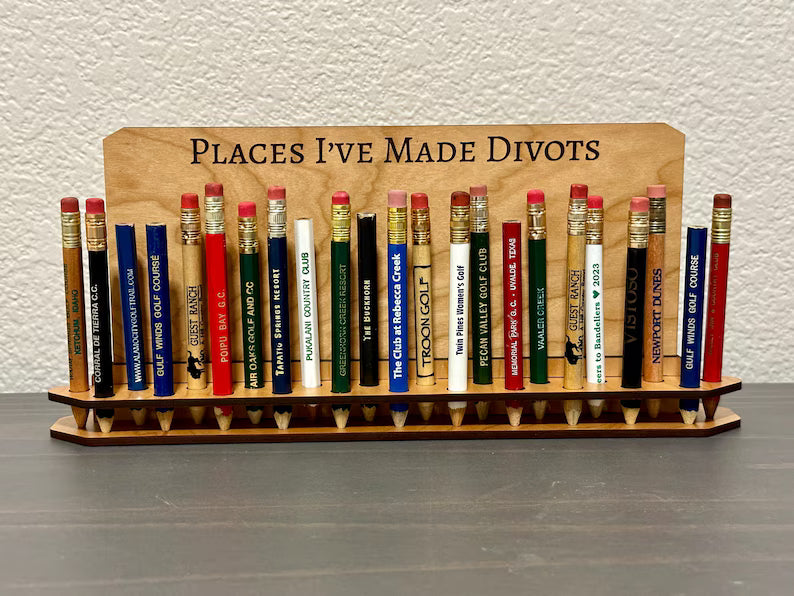 Places I've Made Divots
KETCHUM, IDAHO
CORRAL DE TIERRA C.C.
WWW.ALAMOCITYGOLFTRAIL.COM
GULF WINDS GOLF COURSE
GUEST RANCH
POIPU BAY G.C.
AIR OAKS GOLF AND CC
TAPATIO SPRINGS RESORT
PUKALANI COUNTRY CLUB
GREENHORN CREEK RESORT
THE BUCKHORN
The Club at Rebecca Creek
TROON GOLF
Twin Pines Women's Golf
PECAN VALLEY GOLF CLUB
MEMORIAL PARK G.C. • UVALDE, TEXAS
VAALER CREEK
GUEST RANCH
eers to Bandeliers ♥ 2023
VISTOSO
NEWPORT DUNES
GULF WINDS GOLF COURSE